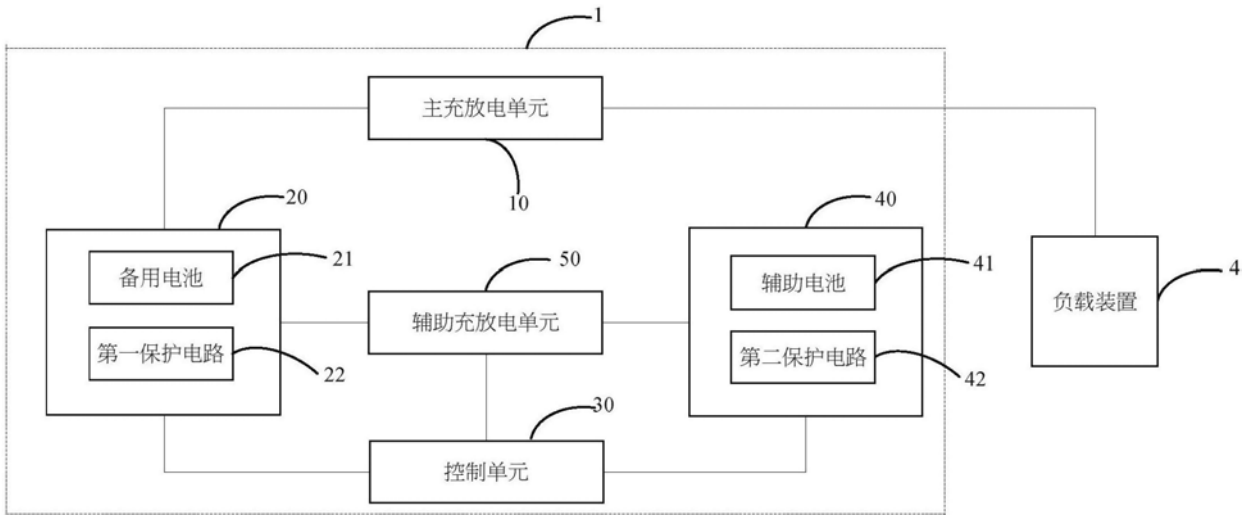 1
主充放电单元
10
20
40
备用电池
21
50
辅助电池
41
4
辅助充放电单元
负载装置
第一保护电路
22
第二保护电路
42
30
控制单元